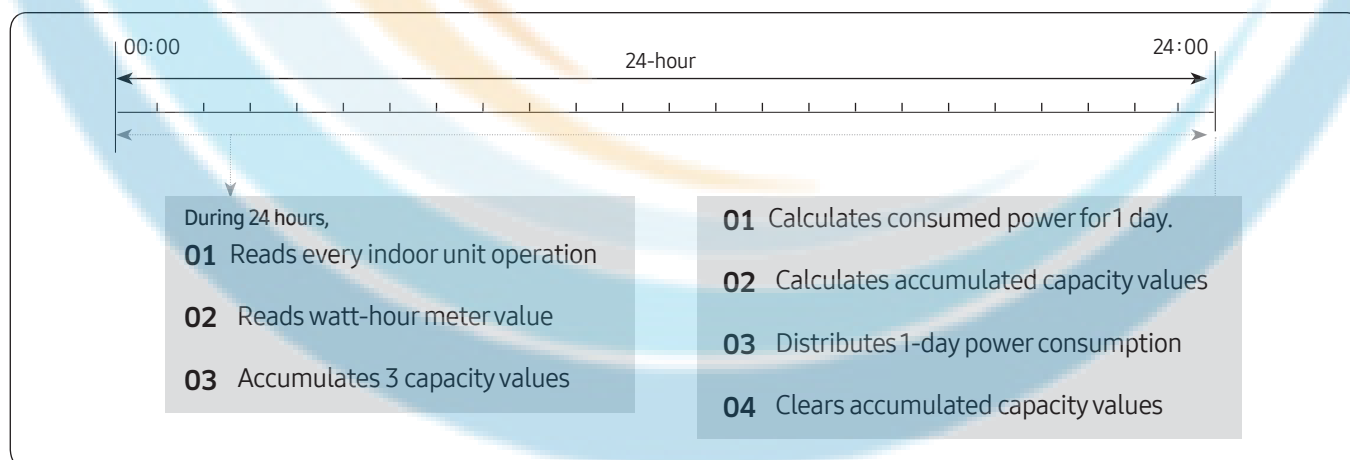 00:00
24:00
24-hour
During 24 hours,
01 Reads every indoor unit operation
02 Reads watt-hour meter value
03 Accumulates 3 capacity values
01 Calculates consumed power for 1 day.
02 Calculates accumulated capacity values
03 Distributes 1-day power consumption
04 Clears accumulated capacity values